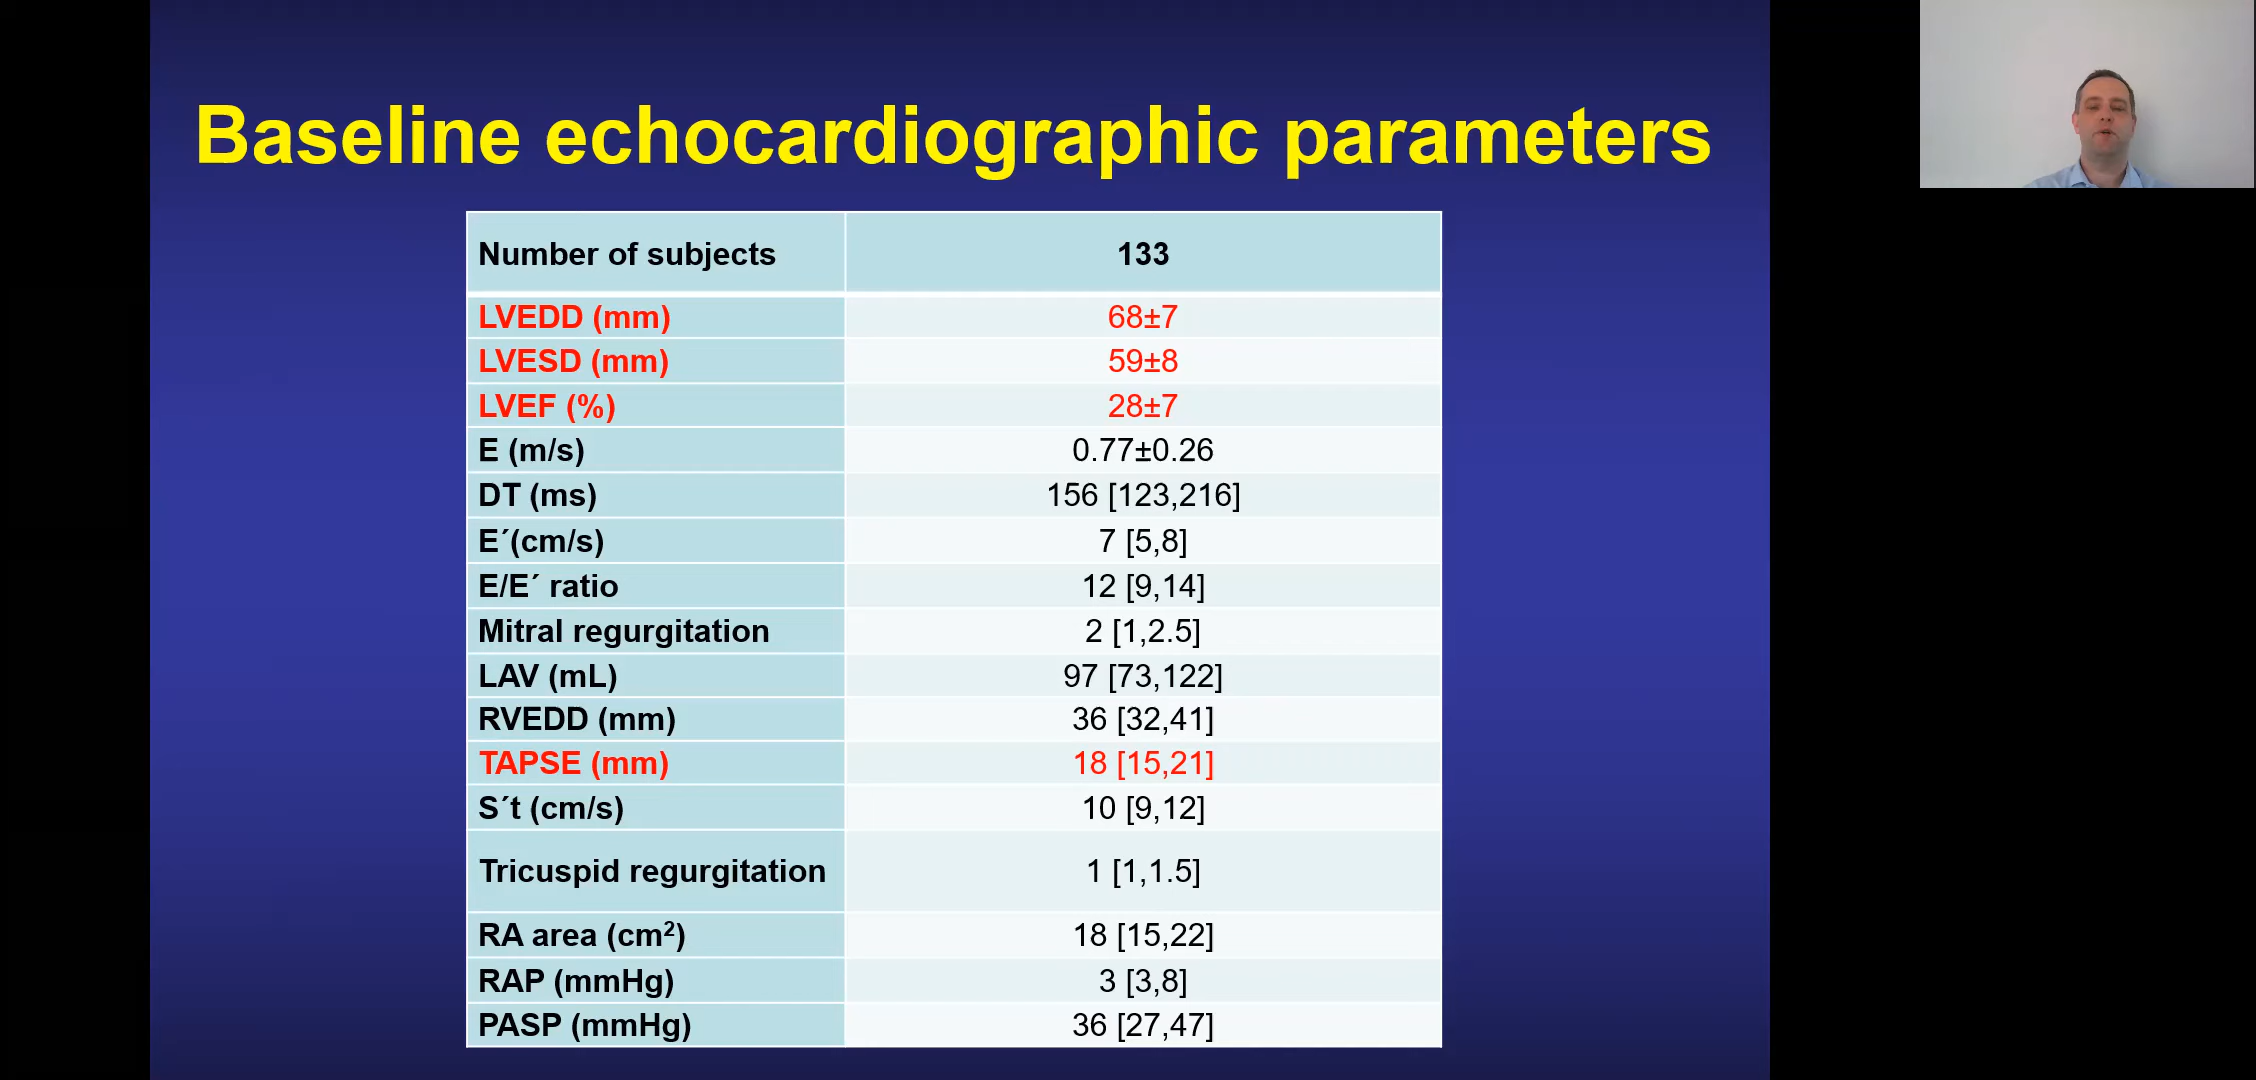 Baseline echocardiographic parameters
Number of subjects 133
LVEDD (mm) 68±7
LVESD (mm) 59±8
LVEF (%) 28±7
E (m/s) 0.77±0.26
DT (ms) 156 [123,216]
E´(cm/s) 7 [5,8]
E/E´ ratio 12 [9,14]
Mitral regurgitation 2 [1,2.5]
LAV (mL) 97 [73,122]
RVEDD (mm) 36 [32,41]
TAPSE (mm) 18 [15,21]
S´t (cm/s) 10 [9,12]
Tricuspid regurgitation 1 [1,1.5]
RA area (cm²) 18 [15,22]
RAP (mmHg) 3 [3,8]
PASP (mmHg) 36 [27,47]